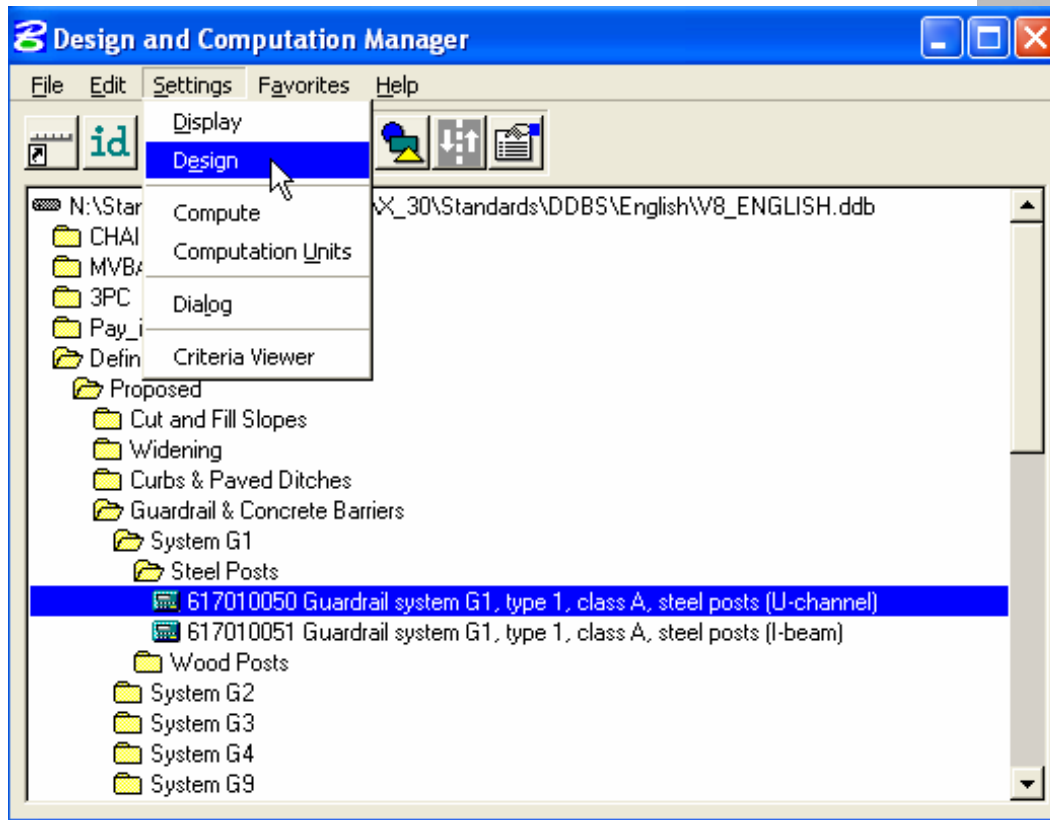 Design and Computation Manager
File Edit Settings Favorites Help
id
Display
Design
Compute
Computation Units
Dialog
Criteria Viewer
N:\Star X_30\Standards\DDBS\English\V8_ENGLISH.ddb
CHAI
MVBA
3PC
Pay_i
Defin
Proposed
Cut and Fill Slopes
Widening
Curbs & Paved Ditches
Guardrail & Concrete Barriers
System G1
Steel Posts
617010050 Guardrail system G1, type 1, class A, steel posts (U-channel)
617010051 Guardrail system G1, type 1, class A, steel posts (I-beam)
Wood Posts
System G2
System G3
System G4
System G9